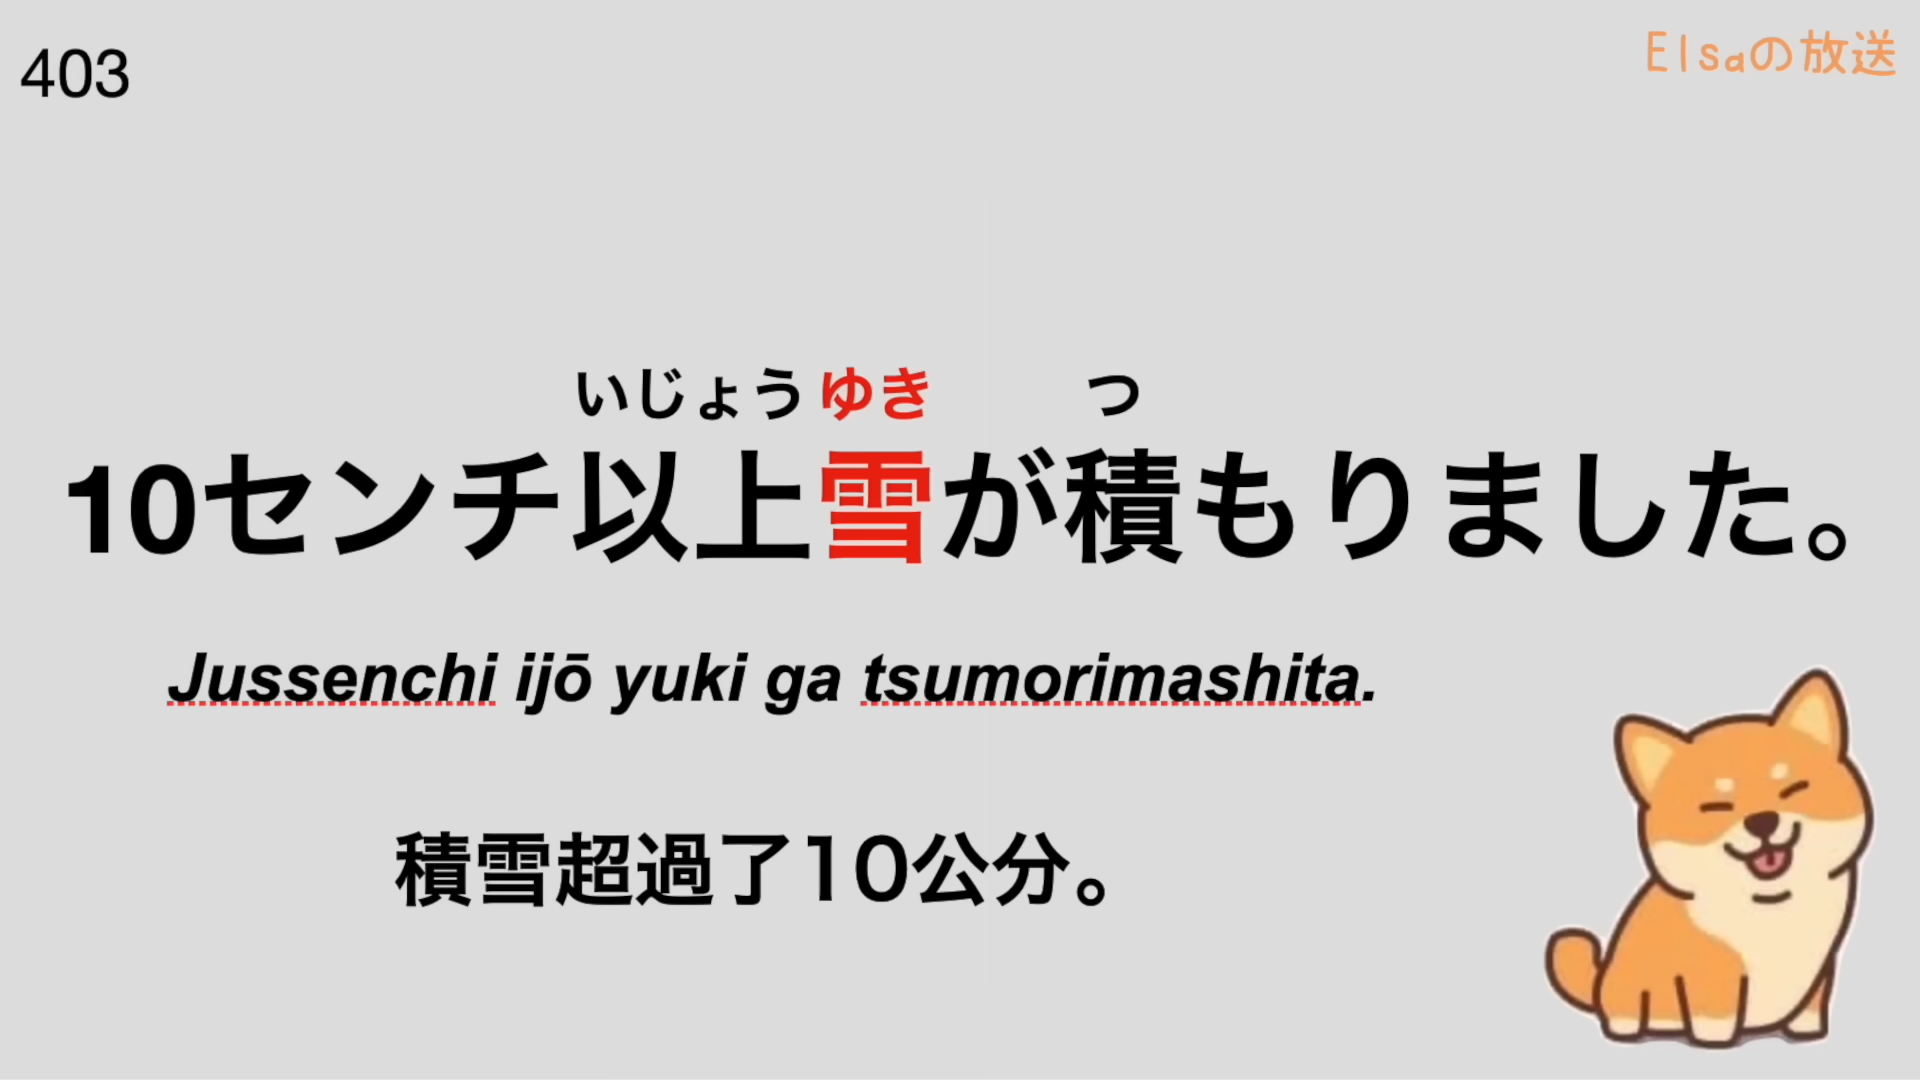 403
Elsaの放送
いじょう ゆき つ
10センチ以上雪が積もりました。
Jussenchi ijō yuki ga tsumorimashita.
積雪超過了10公分。